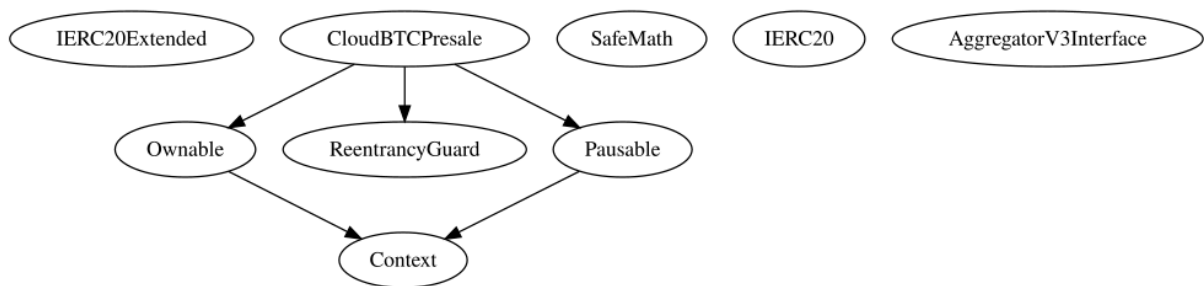 IERC20Extended
CloudBTCPresale
SafeMath
IERC20
AggregatorV3Interface
Ownable
ReentrancyGuard
Pausable
Context